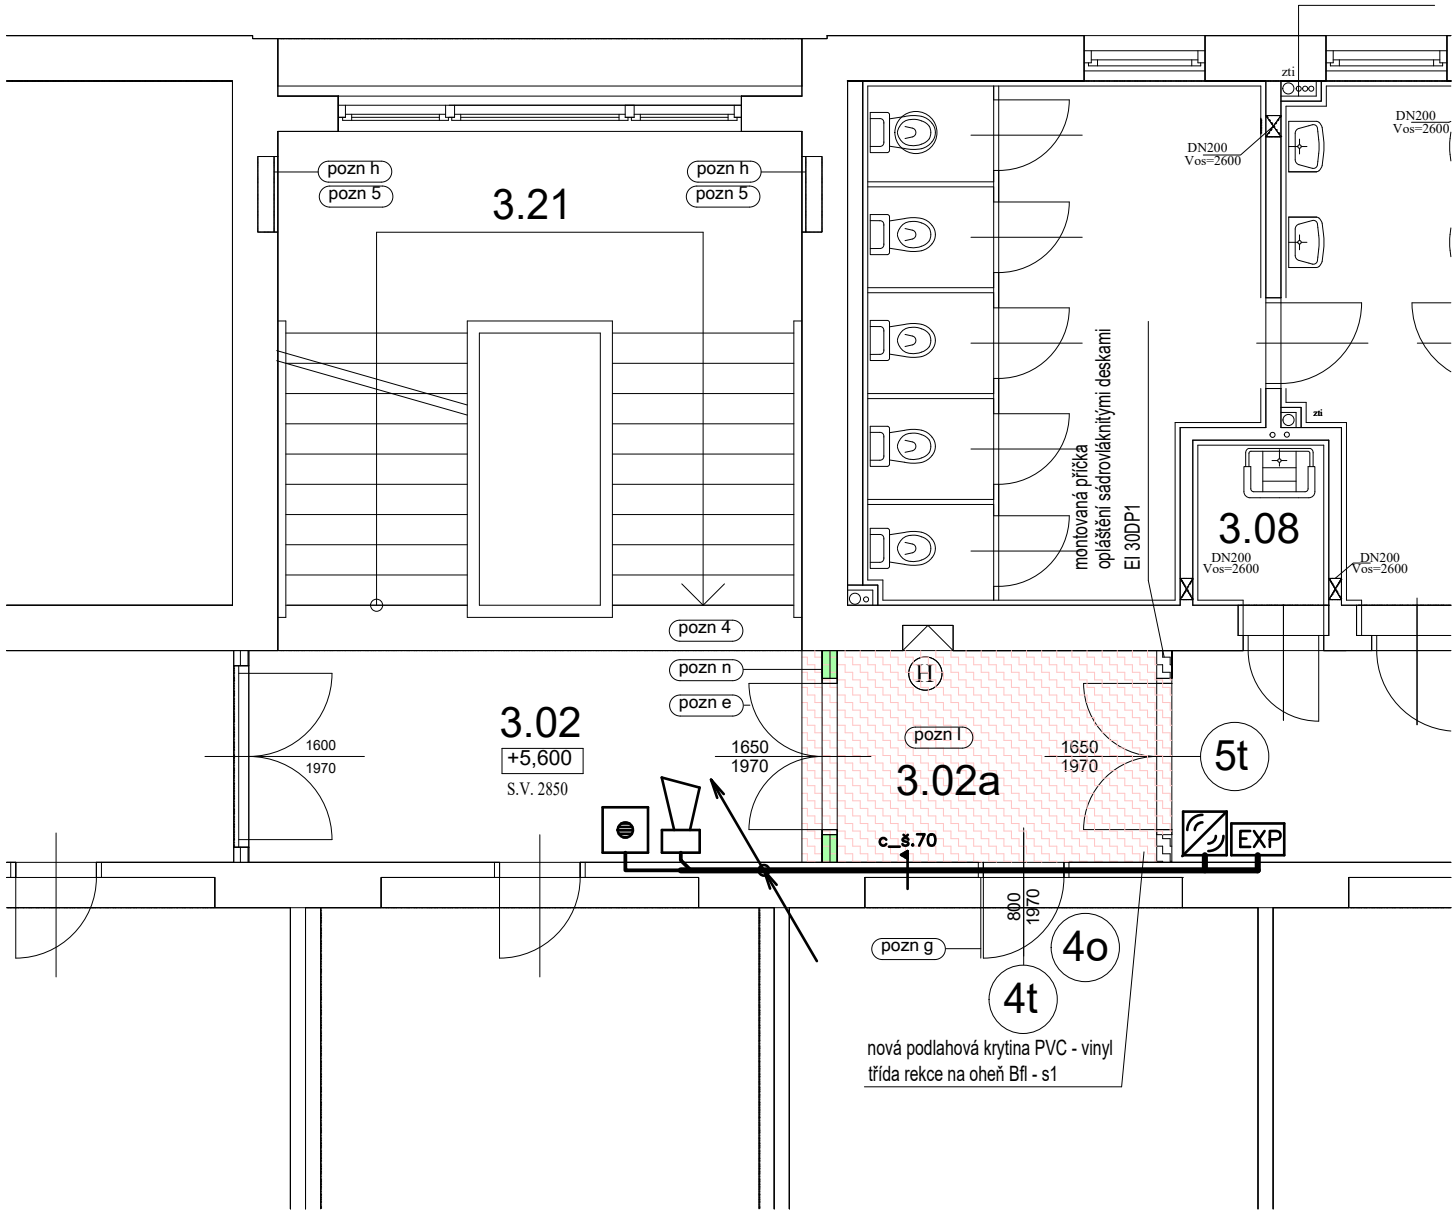 zti
DN200
Vos=2600
DN200
Vos=2600
pozn h
pozn 5
pozn h
pozn 5
3.21
montovaná příčka
opláštění sádrovláknitými deskami
EI 30DP1
zti
3.08
DN200
Vos=2600
DN200
Vos=2600
pozn 4
pozn n
pozn e
H
3.02
+5,600
S.V. 2850
1600
1970
1650
1970
pozn l
3.02a
1650
1970
5t
c_š.70
EXP
800
1970
pozn g
4o
4t
nová podlahová krytina PVC - vinyl
třída rekce na oheň Bfl - s1